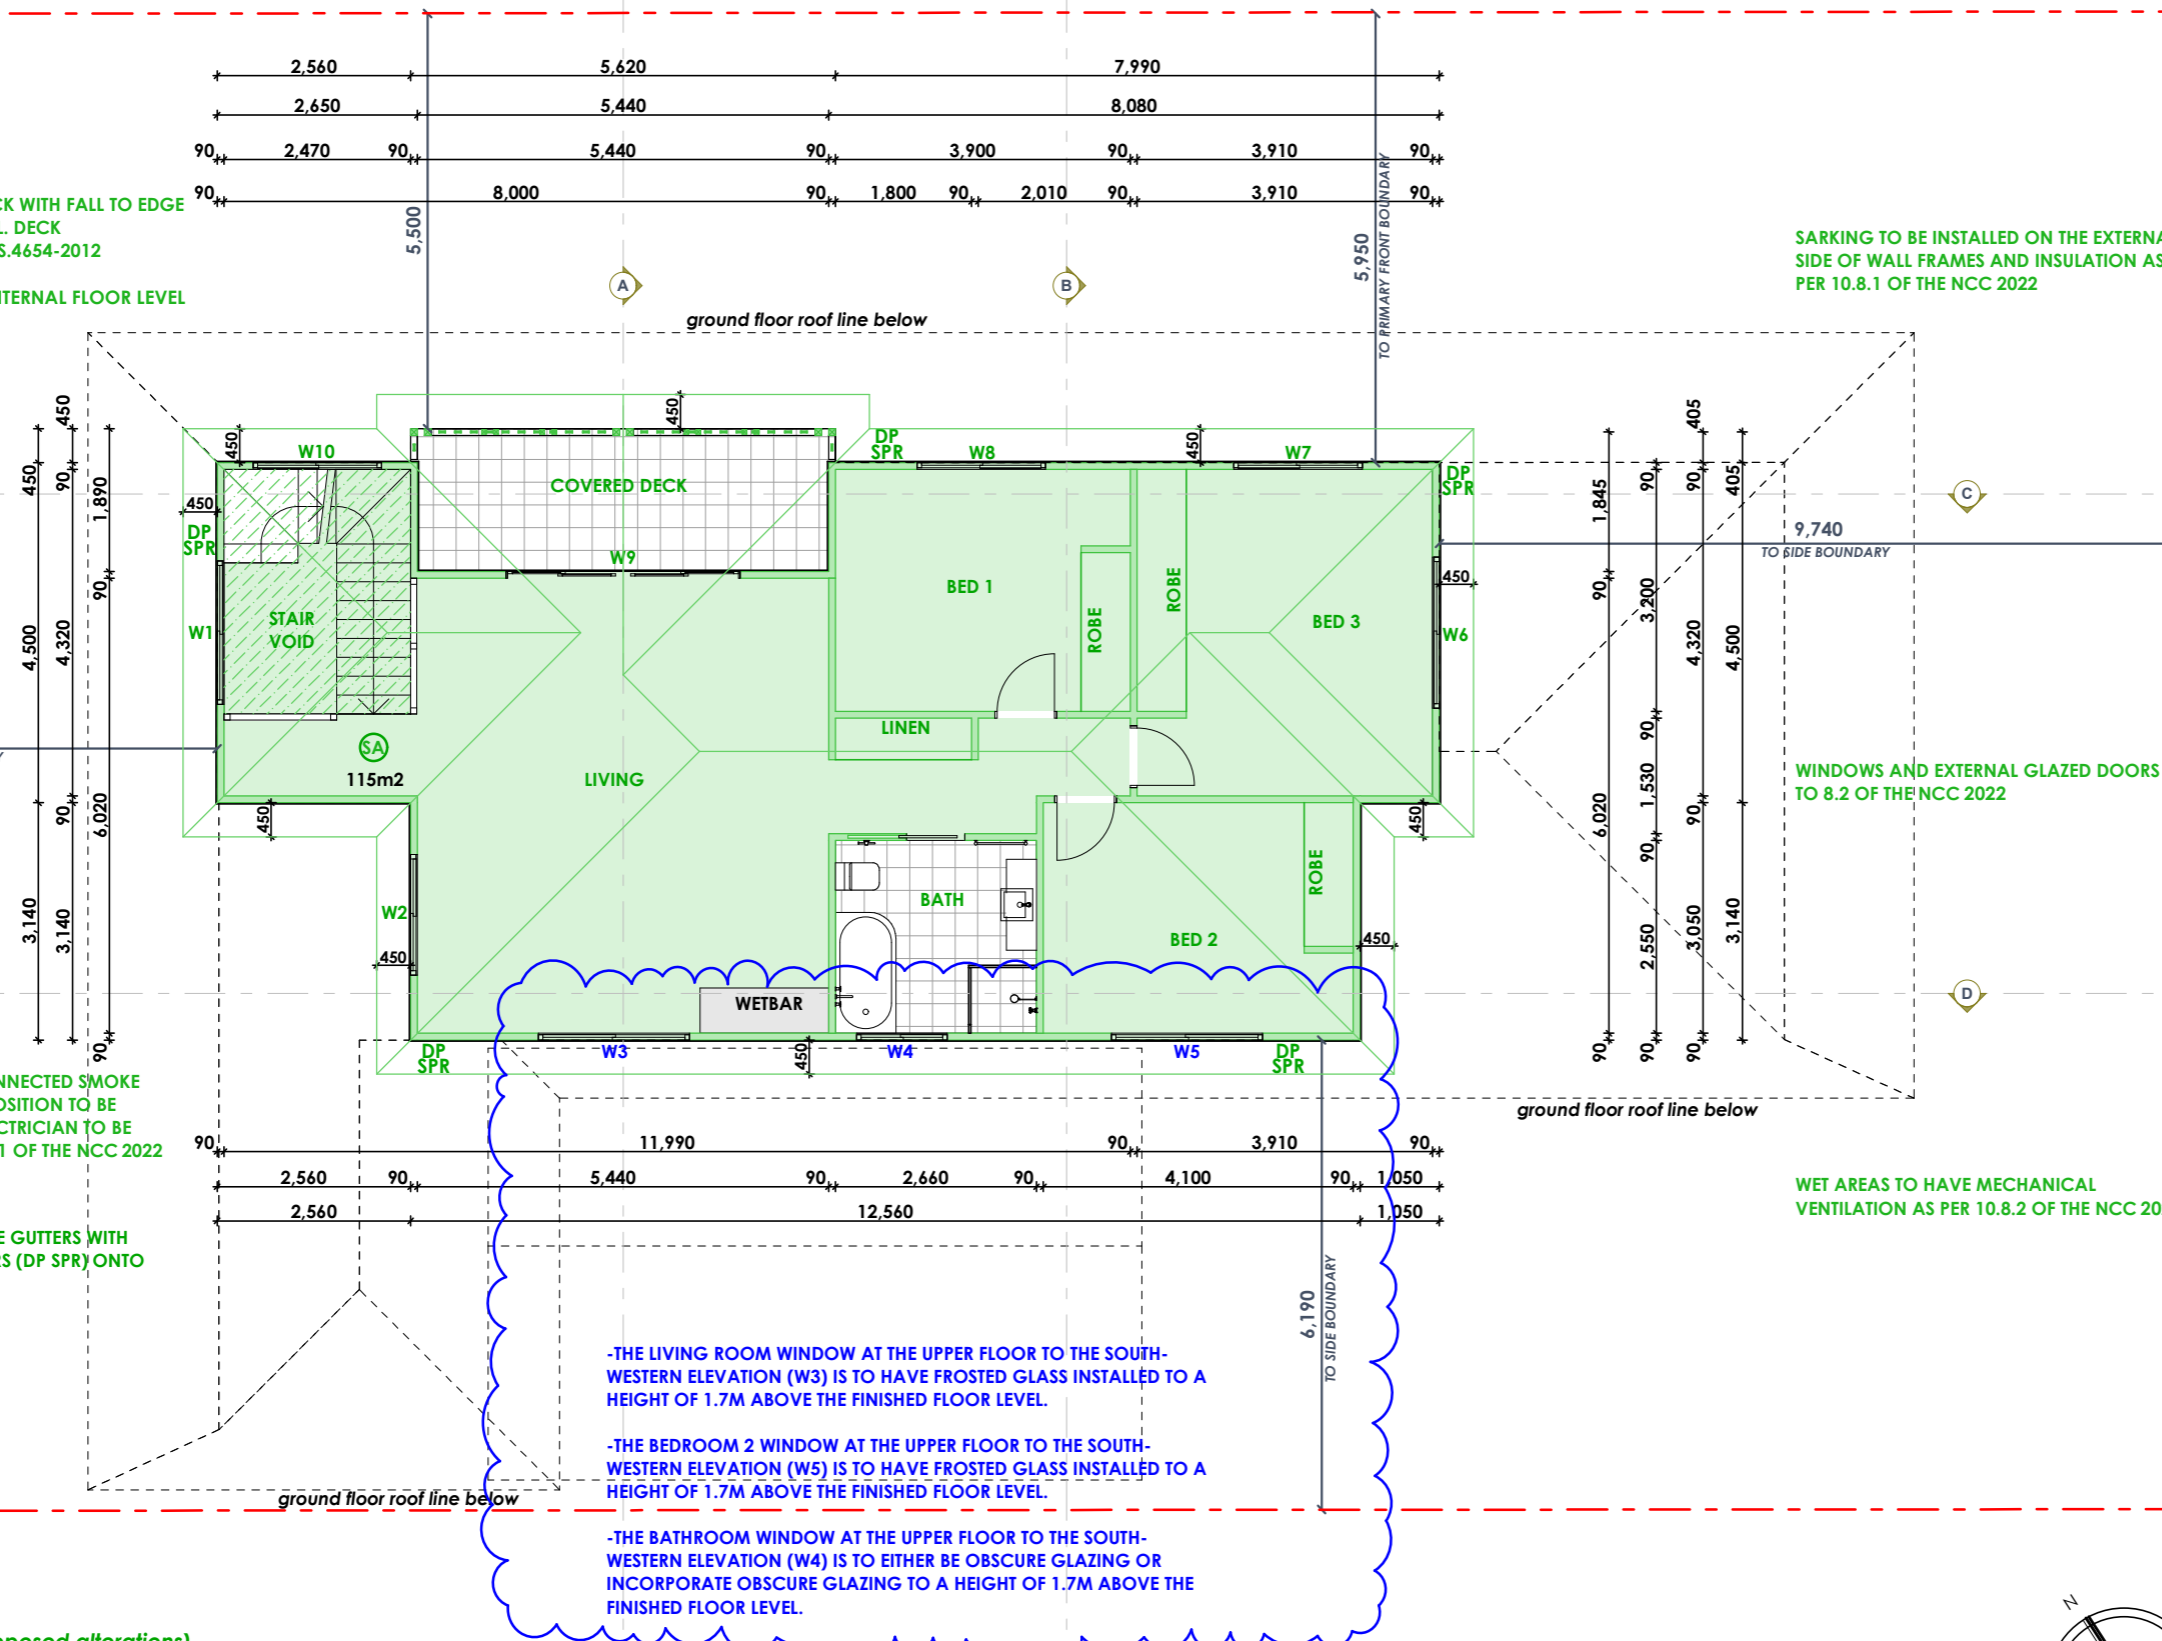 2,560 5,620 7,990
2,650 5,440 8,080
90 2,470 90 5,440 90 3,900 90 3,910 90
90 8,000 90 1,800 90 2,010 90 3,910 90
5,500
5,950
TO PRIMARY FRONT BOUNDARY
CK WITH FALL TO EDGE
L. DECK
S.4654-2012
NTERNAL FLOOR LEVEL
A
B
SARKING TO BE INSTALLED ON THE EXTERNA
SIDE OF WALL FRAMES AND INSULATION AS
PER 10.8.1 OF THE NCC 2022
ground floor roof line below
450
450
450
450
DP
SPR
W10
W8
W7
DP
SPR
COVERED DECK
450
DP
SPR
W9
C
9,740
TO SIDE BOUNDARY
BED 1
ROBE
ROBE
BED 3
450
STAIR
VOID
W1
W6
LINEN
SA
115m2
LIVING
450
450
WINDOWS AND EXTERNAL GLAZED DOORS
TO 8.2 OF THE NCC 2022
450 4,500 3,140
450 90 4,320 90 3,140
1,890 90 6,020 90
1,845 90 6,020 90
90 3,200 90 1,530 90 2,550 90
405 90 4,320 90 3,050 90
405 4,500 3,140
W2
BATH
ROBE
BED 2
450
450
D
WETBAR
DP
SPR
W3
450
W4
W5
DP
SPR
NNECTED SMOKE
OSITION TO BE
CTRICIAN TO BE
1 OF THE NCC 2022
ground floor roof line below
90 11,990 90 3,910 90
2,560 90 5,440 90 2,660 90 4,100 90 1,050
2,560 12,560 1,050
WET AREAS TO HAVE MECHANICAL
VENTILATION AS PER 10.8.2 OF THE NCC 20
E GUTTERS WITH
RS (DP SPR) ONTO
6,190
TO SIDE BOUNDARY
-THE LIVING ROOM WINDOW AT THE UPPER FLOOR TO THE SOUTH-
WESTERN ELEVATION (W3) IS TO HAVE FROSTED GLASS INSTALLED TO A
HEIGHT OF 1.7M ABOVE THE FINISHED FLOOR LEVEL.
-THE BEDROOM 2 WINDOW AT THE UPPER FLOOR TO THE SOUTH-
WESTERN ELEVATION (W5) IS TO HAVE FROSTED GLASS INSTALLED TO A
HEIGHT OF 1.7M ABOVE THE FINISHED FLOOR LEVEL.
ground floor roof line below
-THE BATHROOM WINDOW AT THE UPPER FLOOR TO THE SOUTH-
WESTERN ELEVATION (W4) IS TO EITHER BE OBSCURE GLAZING OR
INCORPORATE OBSCURE GLAZING TO A HEIGHT OF 1.7M ABOVE THE
FINISHED FLOOR LEVEL.
N
posed alterations)